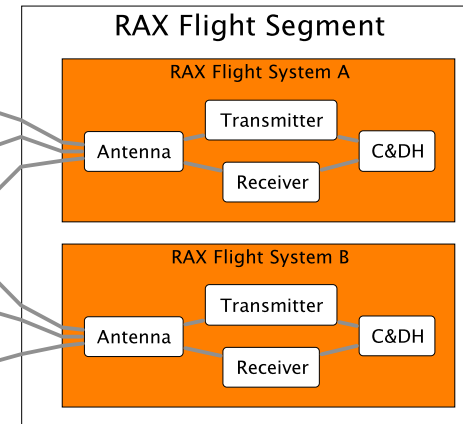 RAX Flight Segment
RAX Flight System A
Transmitter
Antenna
C&DH
Receiver
RAX Flight System B
Transmitter
Antenna
C&DH
Receiver